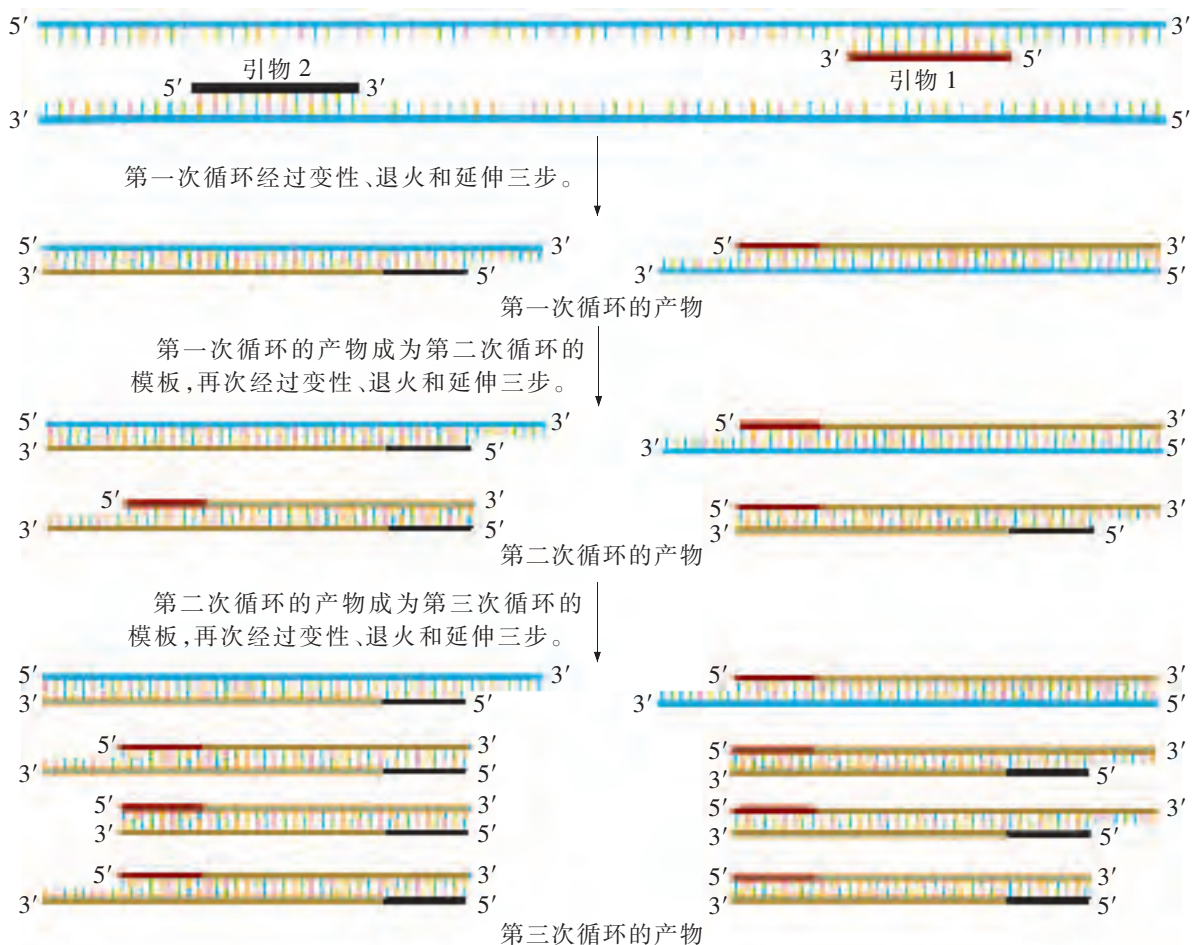 5′ 3′
3′ 5′
引物 2 引物 1
5′ 3′
3′ 5′
第一次循环经过变性、退火和延伸三步。
5′ 3′ 5′ 3′
3′ 5′ 3′ 5′
第一次循环的产物
第一次循环的产物成为第二次循环的
模板,再次经过变性、退火和延伸三步。
5′ 3′ 5′ 3′
3′ 5′ 3′ 5′
5′ 3′ 5′ 3′
3′ 5′ 3′ 5′
第二次循环的产物
第二次循环的产物成为第三次循环的
模板,再次经过变性、退火和延伸三步。
5′ 3′ 5′ 3′
3′ 5′ 3′ 5′
5′ 3′ 5′ 3′
3′ 5′ 3′ 5′
5′ 3′ 5′ 3′
3′ 5′ 3′ 5′
5′ 3′ 5′ 3′
3′ 5′ 3′ 5′
第三次循环的产物